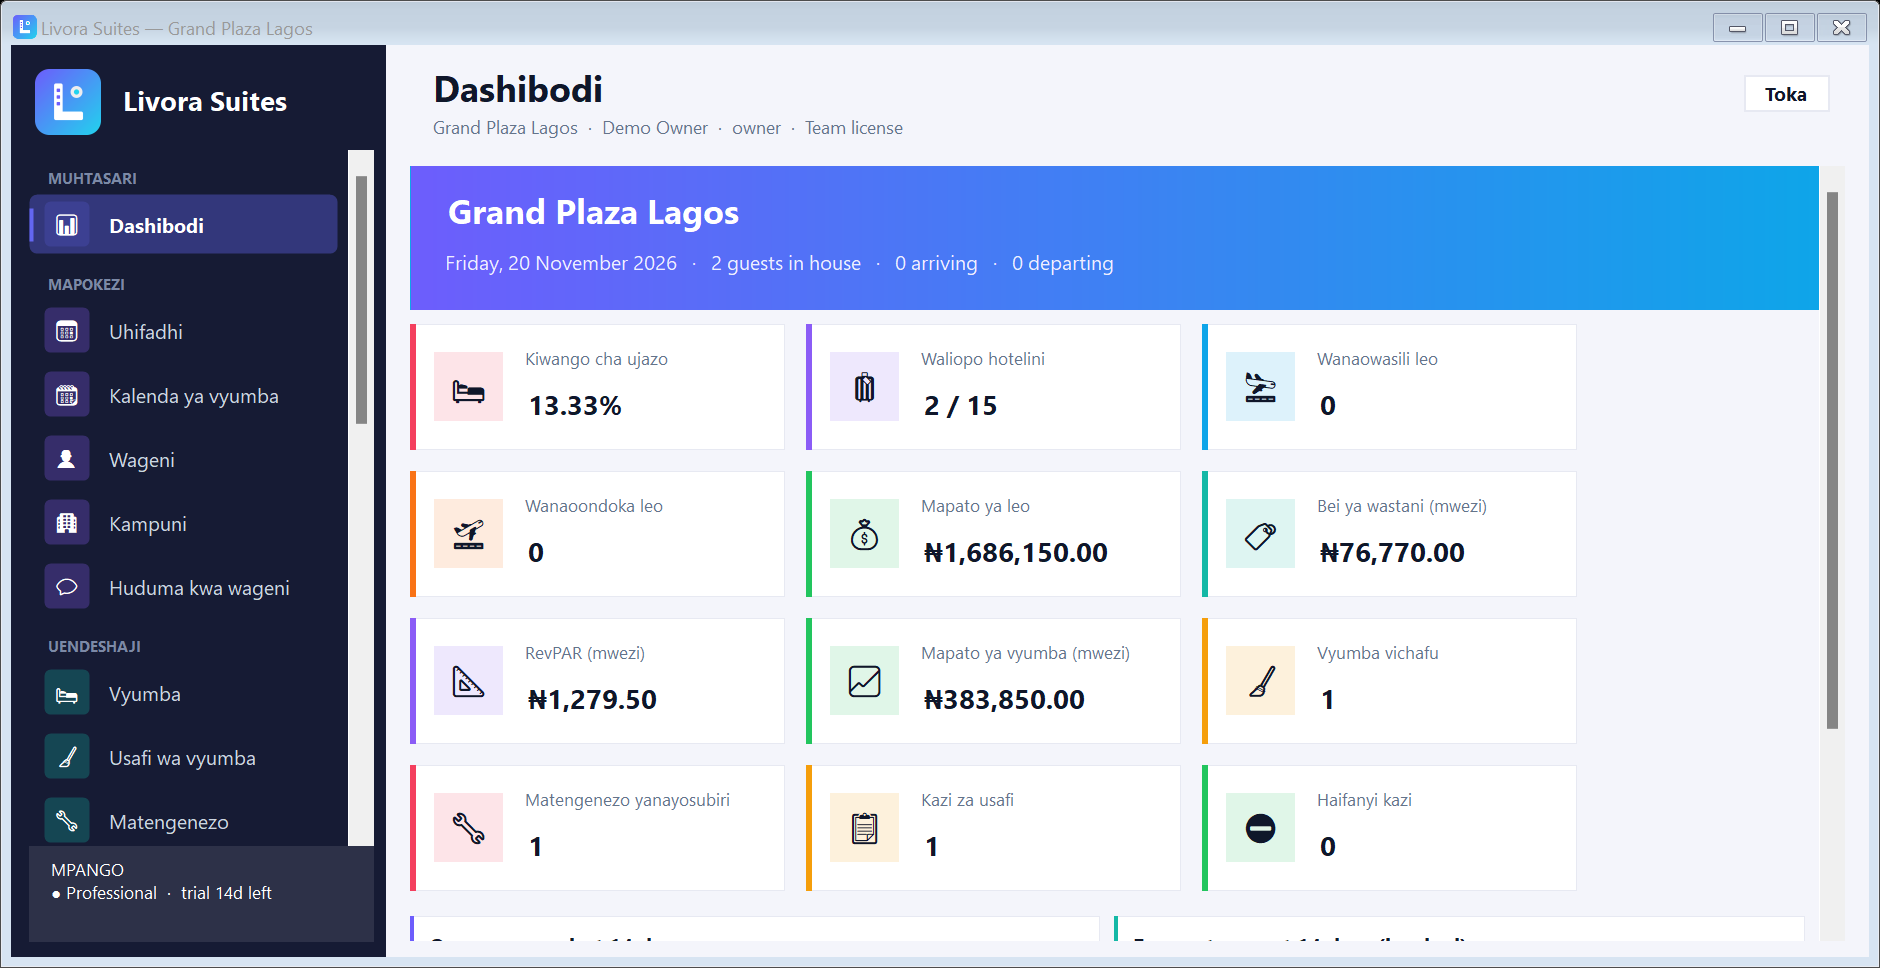 Livora Suites — Grand Plaza Lagos
Livora Suites
MUHTASARI
Dashibodi
MAPOKEZI
Uhifadhi
Kalenda ya vyumba
Wageni
Kampuni
Huduma kwa wageni
UENDESHAJI
Vyumba
Usafi wa vyumba
Matengenezo
MPANGO
● Professional · trial 14d left
Dashibodi
Grand Plaza Lagos · Demo Owner · owner · Team license
Toka
Grand Plaza Lagos
Friday, 20 November 2026 · 2 guests in house · 0 arriving · 0 departing
Kiwango cha ujazo
13.33%
Waliopo hotelini
2 / 15
Wanaowasili leo
0
Wanaoondoka leo
0
Mapato ya leo
₦1,686,150.00
Bei ya wastani (mwezi)
₦76,770.00
RevPAR (mwezi)
₦1,279.50
Mapato ya vyumba (mwezi)
₦383,850.00
Vyumba vichafu
1
Matengenezo yanayosubiri
1
Kazi za usafi
1
Haifanyi kazi
0